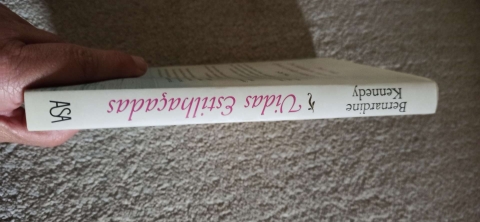 Bernardine
Kennedy
Vidas Estilhaçadas
ASA